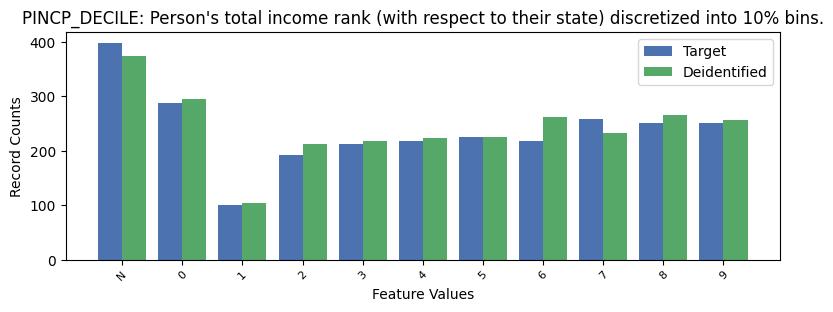 PINCP_DECILE: Person's total income rank (with respect to their state) discretized into 10% bins.
400
300
200
100
0
Record Counts
Target
Deidentified
N 0 1 2 3 4 5 6 7 8 9
Feature Values